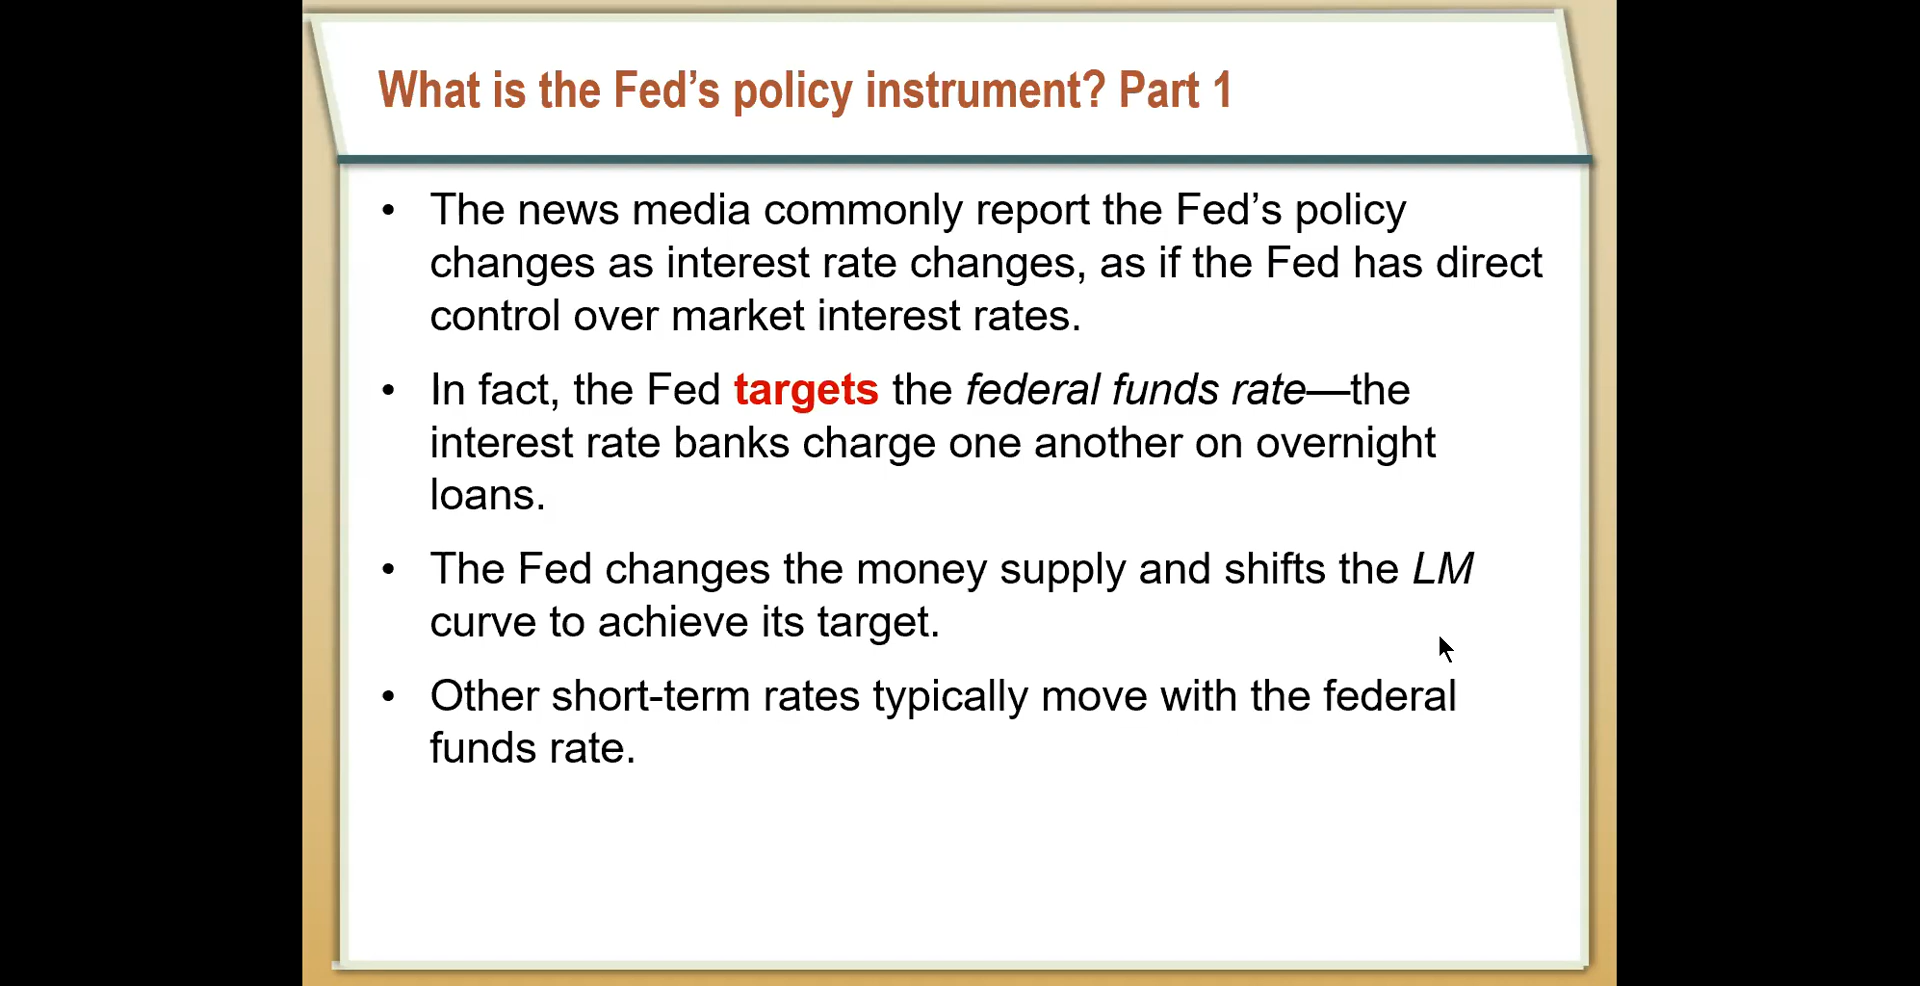 What is the Fed’s policy instrument? Part 1
• The news media commonly report the Fed’s policy
changes as interest rate changes, as if the Fed has direct
control over market interest rates.
• In fact, the Fed targets the federal funds rate—the
interest rate banks charge one another on overnight
loans.
• The Fed changes the money supply and shifts the LM
curve to achieve its target.
• Other short-term rates typically move with the federal
funds rate.